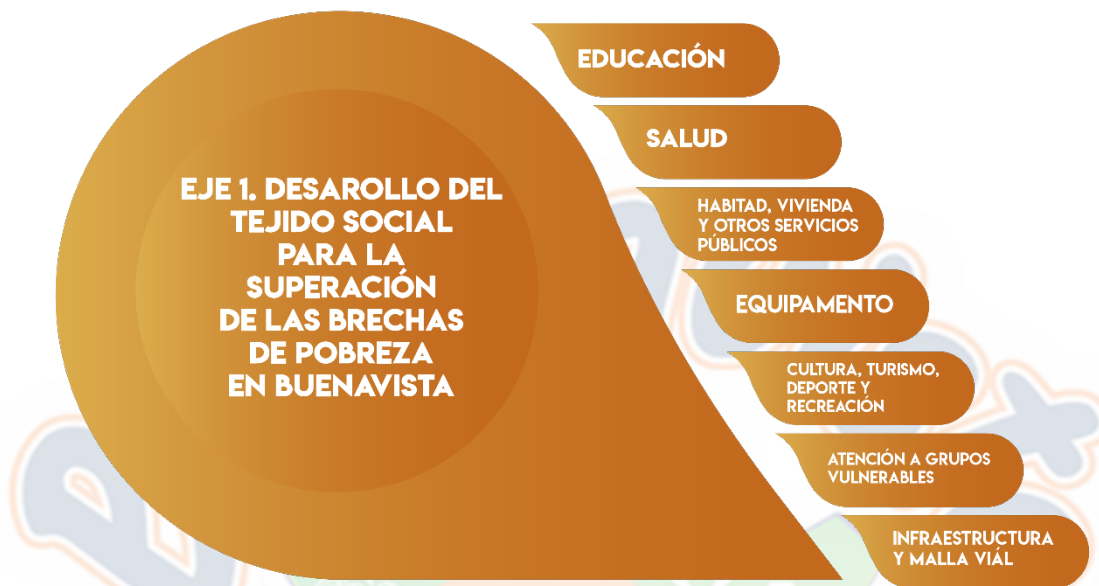 EJE 1. DESAROLLO DEL
TEJIDO SOCIAL
PARA LA
SUPERACIÓN
DE LAS BRECHAS
DE POBREZA
EN BUENAVISTA
EDUCACIÓN
SALUD
HABITAD, VIVIENDA
Y OTROS SERVICIOS
PÚBLICOS
EQUIPAMENTO
CULTURA, TURISMO,
DEPORTE Y
RECREACIÓN
ATENCIÓN A GRUPOS
VULNERABLES
INFRAESTRUCTURA
Y MALLA VIÁL